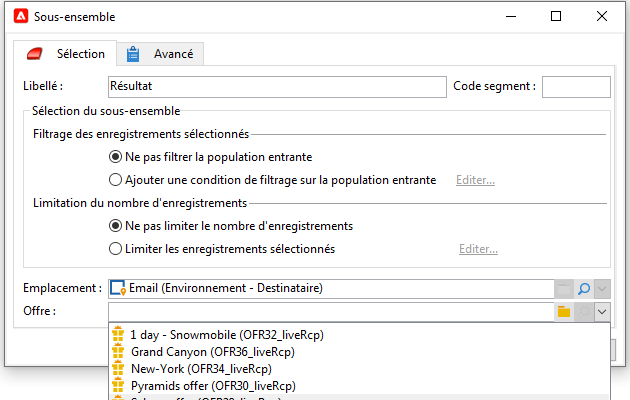 Sous-ensemble
Sélection
Avancé
Libellé :
Résultat
Code segment :
Sélection du sous-ensemble
Filtrage des enregistrements sélectionnés
Ne pas filtrer la population entrante
Ajouter une condition de filtrage sur la population entrante
Editer...
Limitation du nombre d'enregistrements
Ne pas limiter le nombre d'enregistrements
Limiter les enregistrements sélectionnés
Editer...
Emplacement :
Email (Environnement - Destinataire)
Offre :
1 day - Snowmobile (OFR32_liveRcp)
Grand Canyon (OFR36_liveRcp)
New-York (OFR34_liveRcp)
Pyramids offer (OFR30_liveRcp)